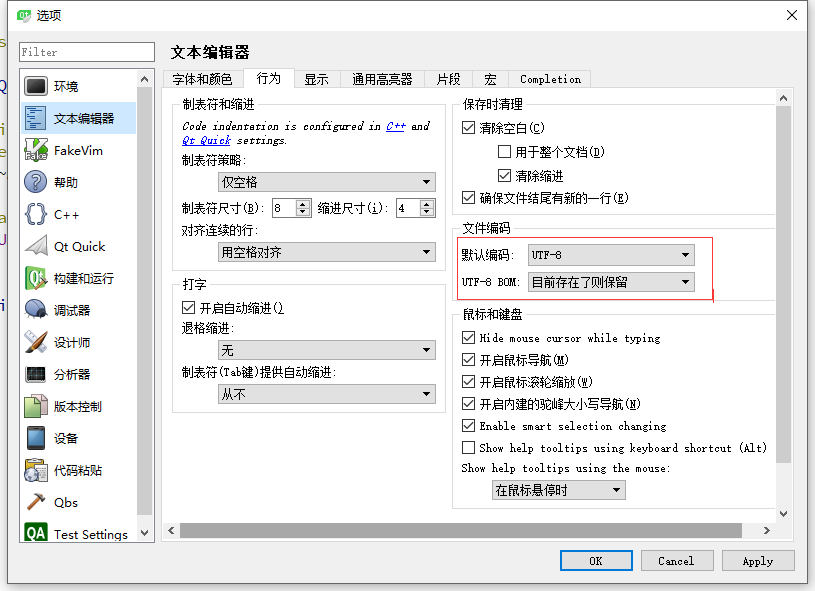 选项
Filter
环境
文本编辑器
FakeVim
帮助
C++
Qt Quick
构建和运行
调试器
设计师
分析器
版本控制
设备
代码粘贴
Qbs
QA Test Settings
文本编辑器
字体和颜色 行为 显示 通用高亮器 片段 宏 Completion
制表符和缩进
Code indentation is configured in C++ and
Qt Quick settings.
制表符策略:
仅空格
制表符尺寸(B): 8 缩进尺寸(i): 4
对齐连续的行:
用空格对齐
打字
开启自动缩进(_)
退格缩进:
无
制表符(Tab键)提供自动缩进:
从不
保存时清理
清除空白(C)
用于整个文档(D)
清除缩进
确保文件结尾有新的一行(E)
文件编码
默认编码: UTF-8
UTF-8 BOM: 目前存在了则保留
鼠标和键盘
Hide mouse cursor while typing
开启鼠标导航(M)
开启鼠标滚轮缩放(W)
开启内建的驼峰大小写导航(N)
Enable smart selection changing
Show help tooltips using keyboard shortcut (Alt)
Show help tooltips using the mouse:
在鼠标悬停时
OK Cancel Apply